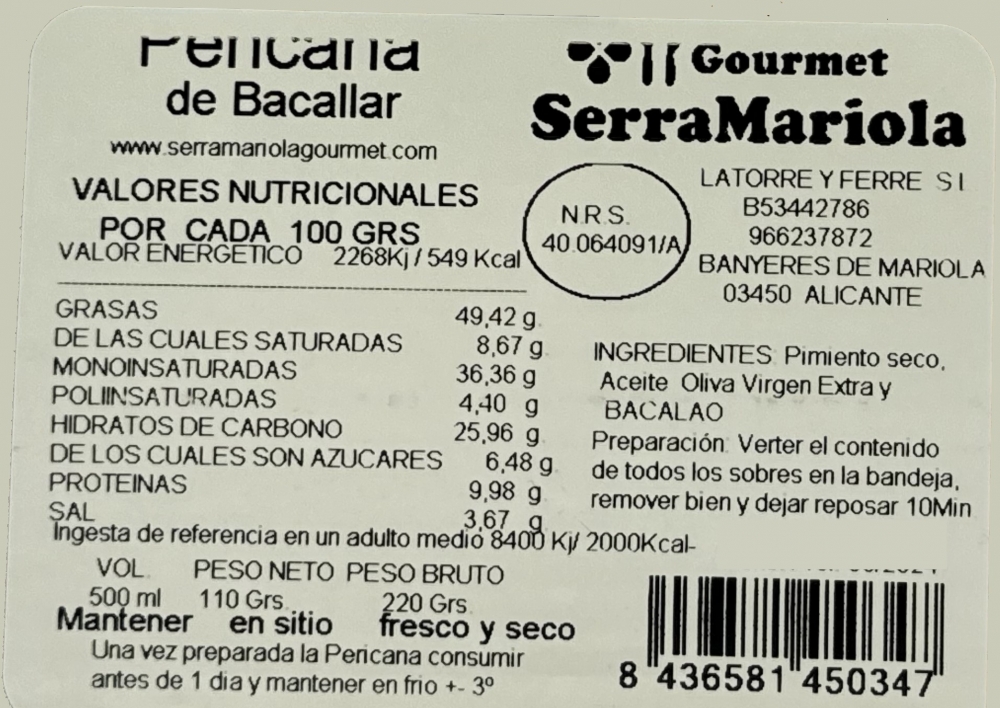 Pericana
de Bacallar
www.serramariolagourmet.com
VALORES NUTRICIONALES
POR CADA 100 GRS
VALOR ENERGETICO 2268Kj / 549 Kcal
GRASAS 49,42 g.
DE LAS CUALES SATURADAS 8,67 g.
MONOINSATURADAS 36,36 g
POLIINSATURADAS 4,40 g
HIDRATOS DE CARBONO 25,96 g.
DE LOS CUALES SON AZUCARES 6,48 g.
PROTEINAS 9,98 g.
SAL 3,67 g.
Ingesta de referencia en un adulto medio 8400 Kj/ 2000Kcal-
VOL. PESO NETO PESO BRUTO
500 ml 110 Grs. 220 Grs.
Mantener en sitio fresco y seco
Una vez preparada la Pericana consumir
antes de 1 dia y mantener en frio +- 3º
Gourmet
SerraMariola
N.R.S.
40.064091/A
LATORRE Y FERRE S L
B53442786
966237872
BANYERES DE MARIOLA
03450 ALICANTE
INGREDIENTES: Pimiento seco,
Aceite Oliva Virgen Extra y
BACALAO
Preparación: Verter el contenido
de todos los sobres en la bandeja,
remover bien y dejar reposar 10Min
8 436581 450347